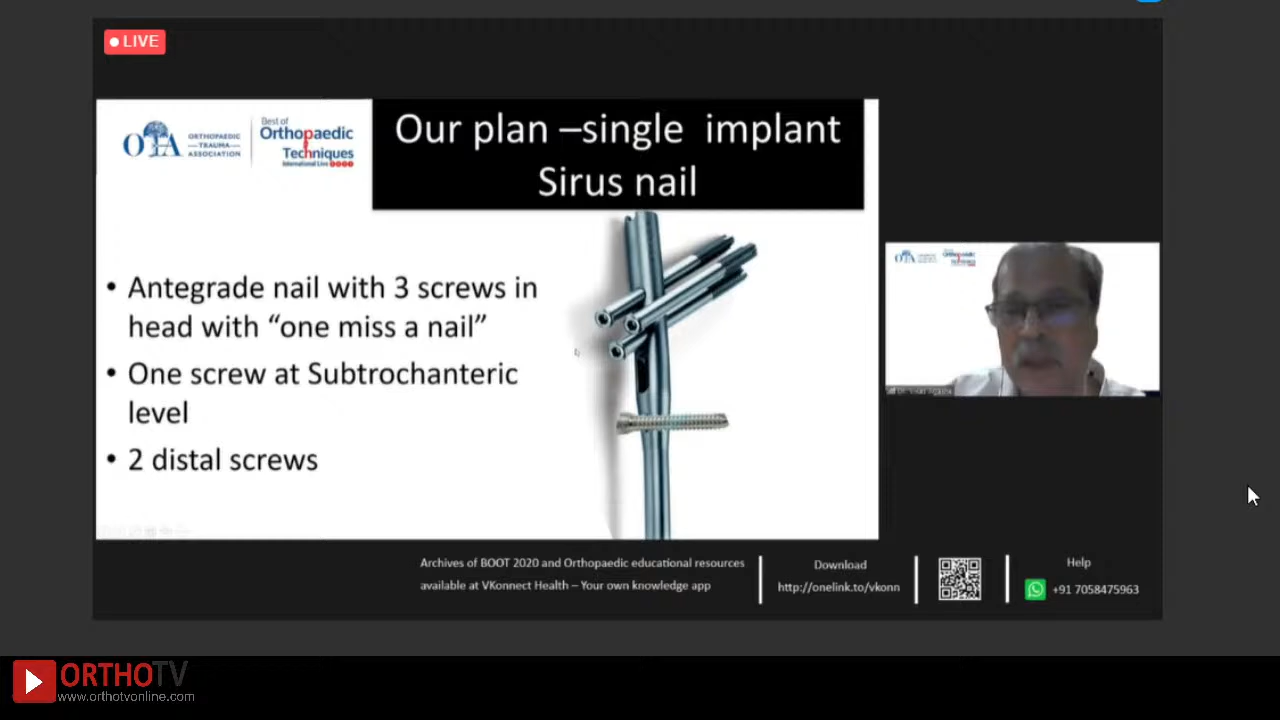 LIVE
OTA
ORTHOPAEDIC
TRAUMA
ASSOCIATION
Best of
Orthopaedic
Techniques
International Live
Our plan –single implant
Sirus nail
• Antegrade nail with 3 screws in
head with “one miss a nail”
• One screw at Subtrochanteric
level
• 2 distal screws
Archives of BOOT 2020 and Orthopaedic educational resources
available at VKonnect Health – Your own knowledge app
Download
http://onelink.to/vkonn
Help
+91 7058475963
ORTHOTV
www.orthotvonline.com